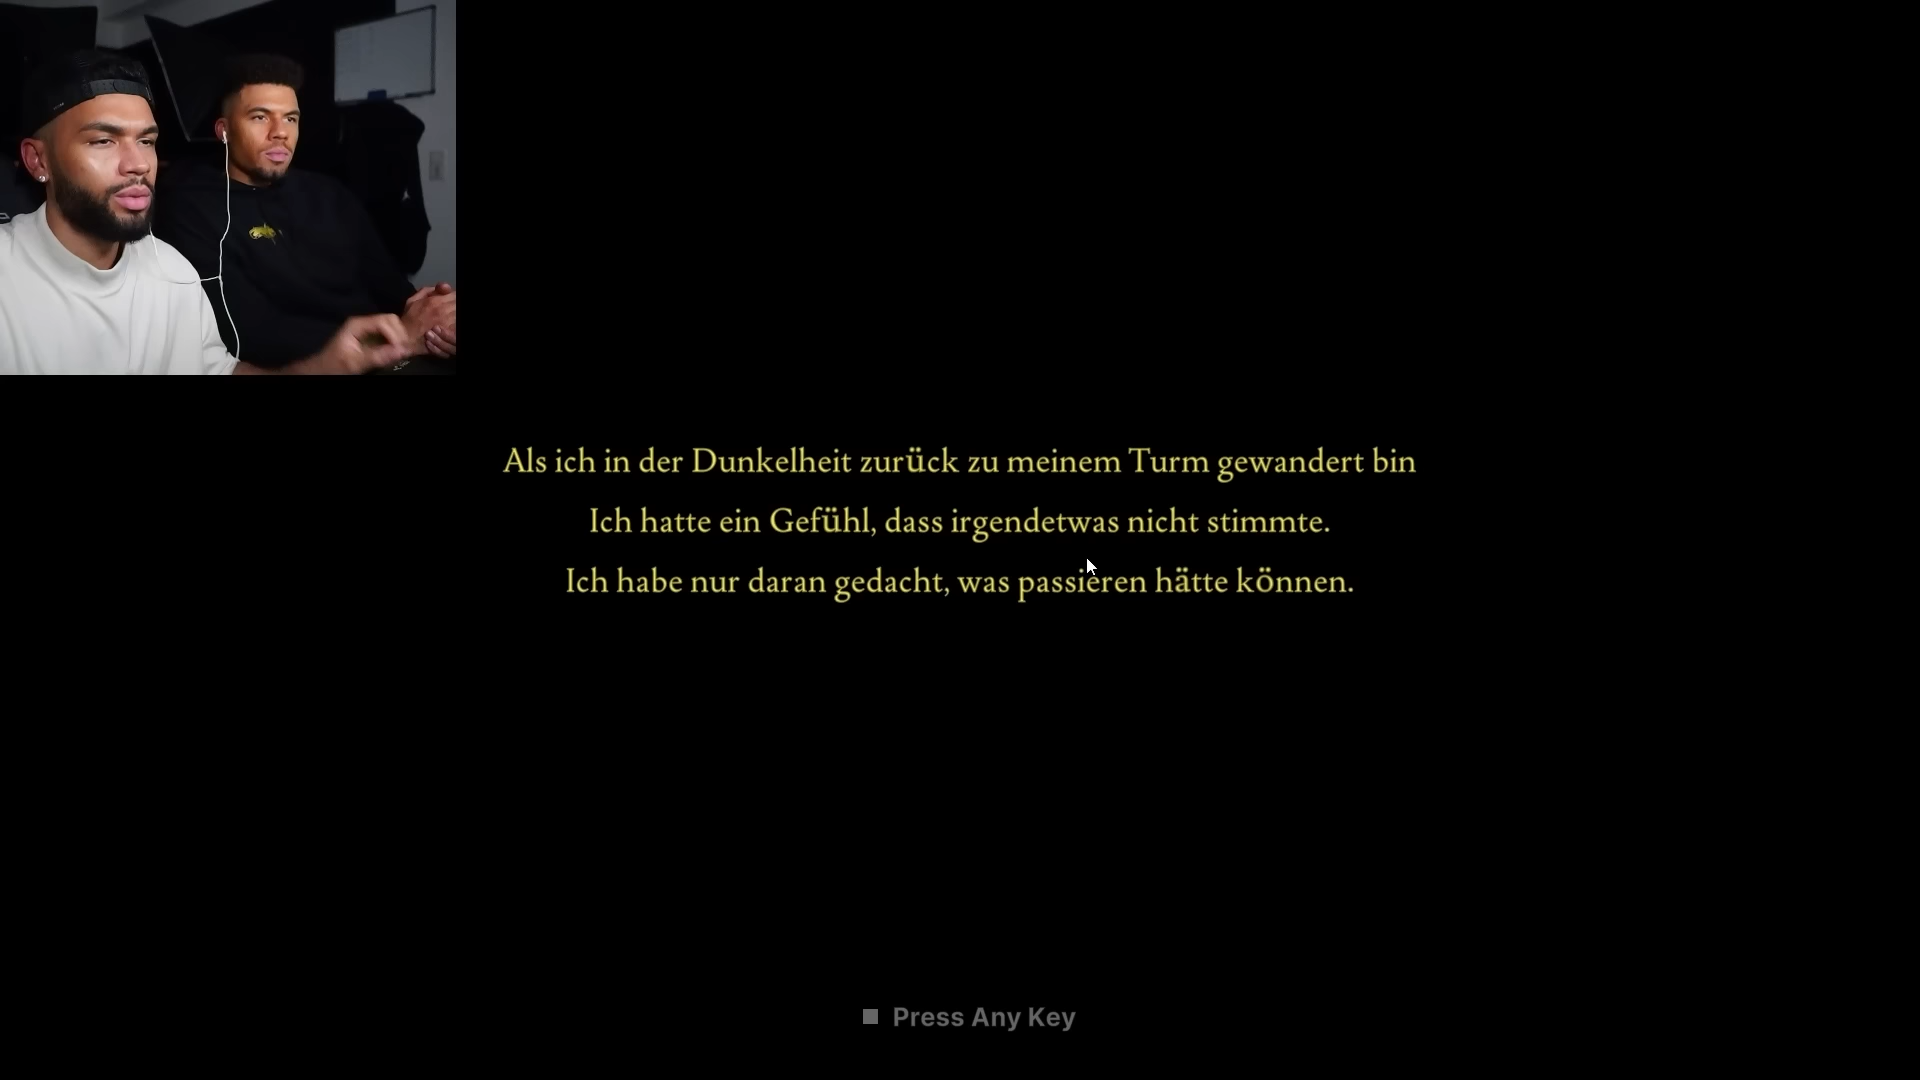 Als ich in der Dunkelheit zurück zu meinem Turm gewandert bin
Ich hatte ein Gefühl, dass irgendetwas nicht stimmte.
Ich habe nur daran gedacht, was passieren hätte können.
Press Any Key